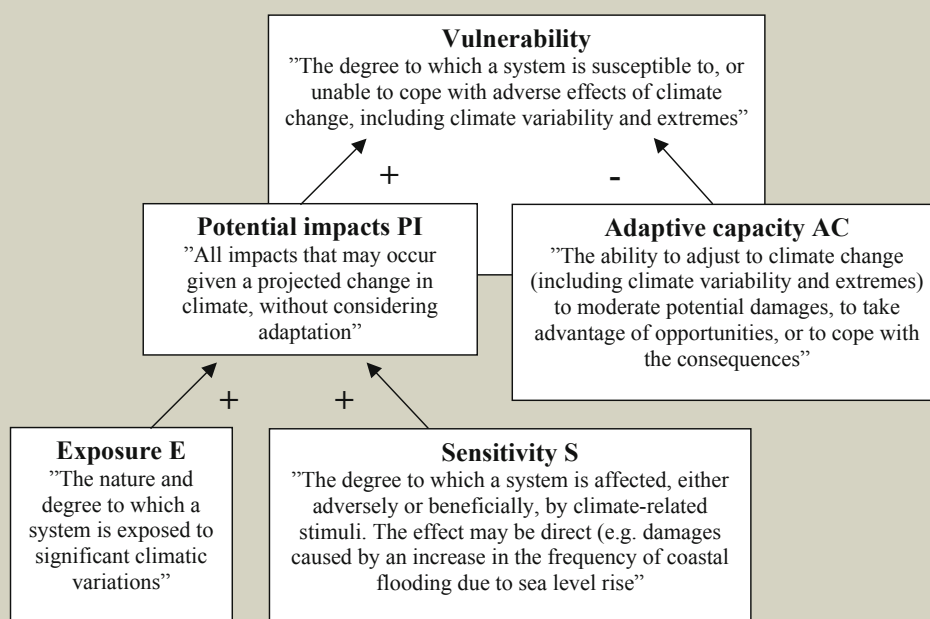 Vulnerability
”The degree to which a system is susceptible to, or
unable to cope with adverse effects of climate
change, including climate variability and extremes”
+
-
Potential impacts PI
”All impacts that may occur
given a projected change in
climate, without considering
adaptation”
Adaptive capacity AC
”The ability to adjust to climate change
(including climate variability and extremes)
to moderate potential damages, to take
advantage of opportunities, or to cope with
the consequences”
+
+
Exposure E
”The nature and
degree to which a
system is exposed to
significant climatic
variations”
Sensitivity S
”The degree to which a system is affected, either
adversely or beneficially, by climate-related
stimuli. The effect may be direct (e.g. damages
caused by an increase in the frequency of coastal
flooding due to sea level rise”